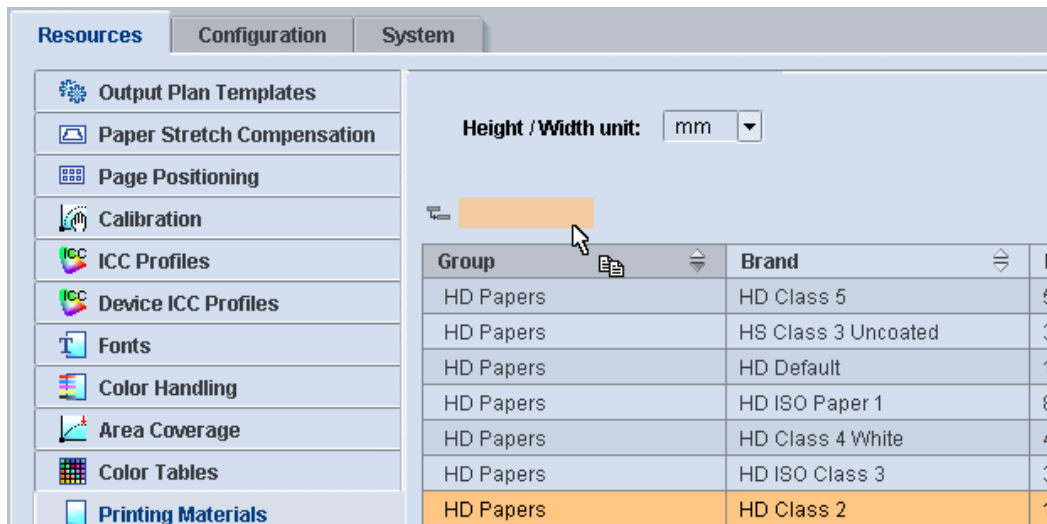 Resources Configuration System
Output Plan Templates
Paper Stretch Compensation
Page Positioning
Calibration
ICC Profiles
Device ICC Profiles
Fonts
Color Handling
Area Coverage
Color Tables
Printing Materials
Height / Width unit: mm
Group Brand
HD Papers HD Class 5
HD Papers HS Class 3 Uncoated
HD Papers HD Default
HD Papers HD ISO Paper 1
HD Papers HD Class 4 White
HD Papers HD ISO Class 3
HD Papers HD Class 2